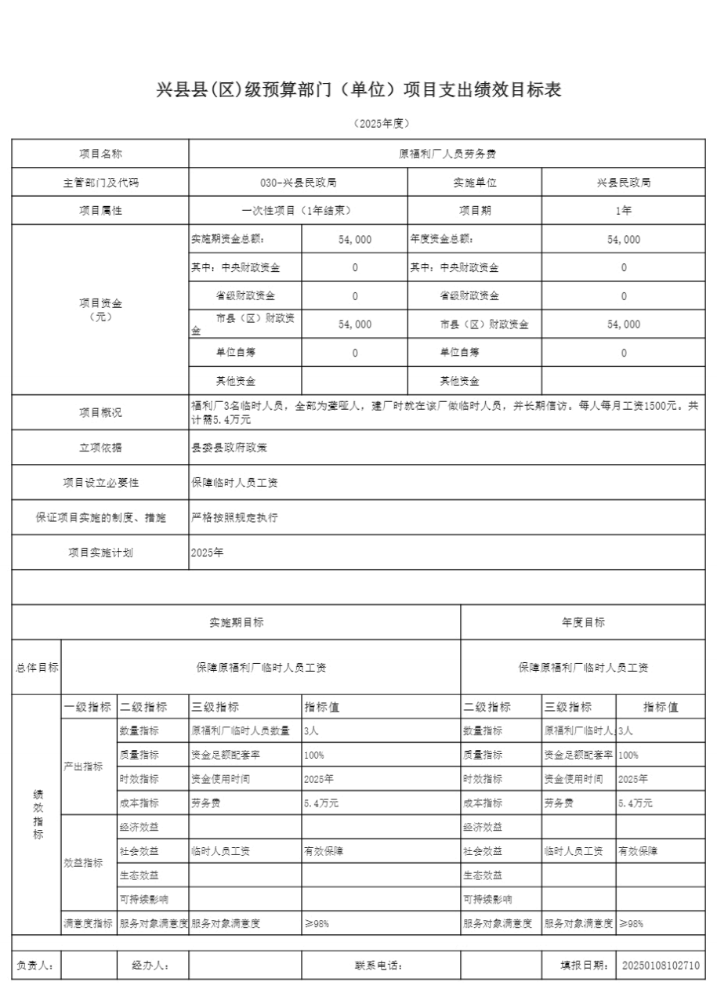 兴县县(区)级预算部门（单位）项目支出绩效目标表
（2025年度）
项目名称 原福利厂人员劳务费
主管部门及代码 030-兴县民政局 实施单位 兴县民政局
项目属性 一次性项目（1年结束） 项目期 1年
项目资金
（元）
实施期资金总额： 54,000 年度资金总额： 54,000
其中：中央财政资金 0 其中：中央财政资金 0
省级财政资金 0 省级财政资金 0
市县（区）财政资
金 54,000 市县（区）财政资金 54,000
单位自筹 0 单位自筹 0
其他资金 其他资金
项目概况 福利厂3名临时人员，全部为聋哑人，建厂时就在该厂做临时人员，并长期信访。每人每月工资1500元。共
计需5.4万元
立项依据 县委县政府政策
项目设立必要性 保障临时人员工资
保证项目实施的制度、措施 严格按照规定执行
项目实施计划 2025年
实施期目标 年度目标
总体目标 保障原福利厂临时人员工资 保障原福利厂临时人员工资
绩
效
指
标
一级指标 二级指标 三级指标 指标值 二级指标 三级指标 指标值
产出指标
数量指标 原福利厂临时人员数量 3人 数量指标 原福利厂临时人 3人
质量指标 资金足额配套率 100% 质量指标 资金足额配套率 100%
时效指标 资金使用时间 2025年 时效指标 资金使用时间 2025年
成本指标 劳务费 5.4万元 成本指标 劳务费 5.4万元
效益指标
经济效益 经济效益
社会效益 临时人员工资 有效保障 社会效益 临时人员工资 有效保障
生态效益 生态效益
可持续影响 可持续影响
满意度指标 服务对象满意度 服务对象满意度 ≥98% 服务对象满意度 服务对象满意度 ≥98%
负责人： 经办人： 联系电话： 填报日期： 20250108102710